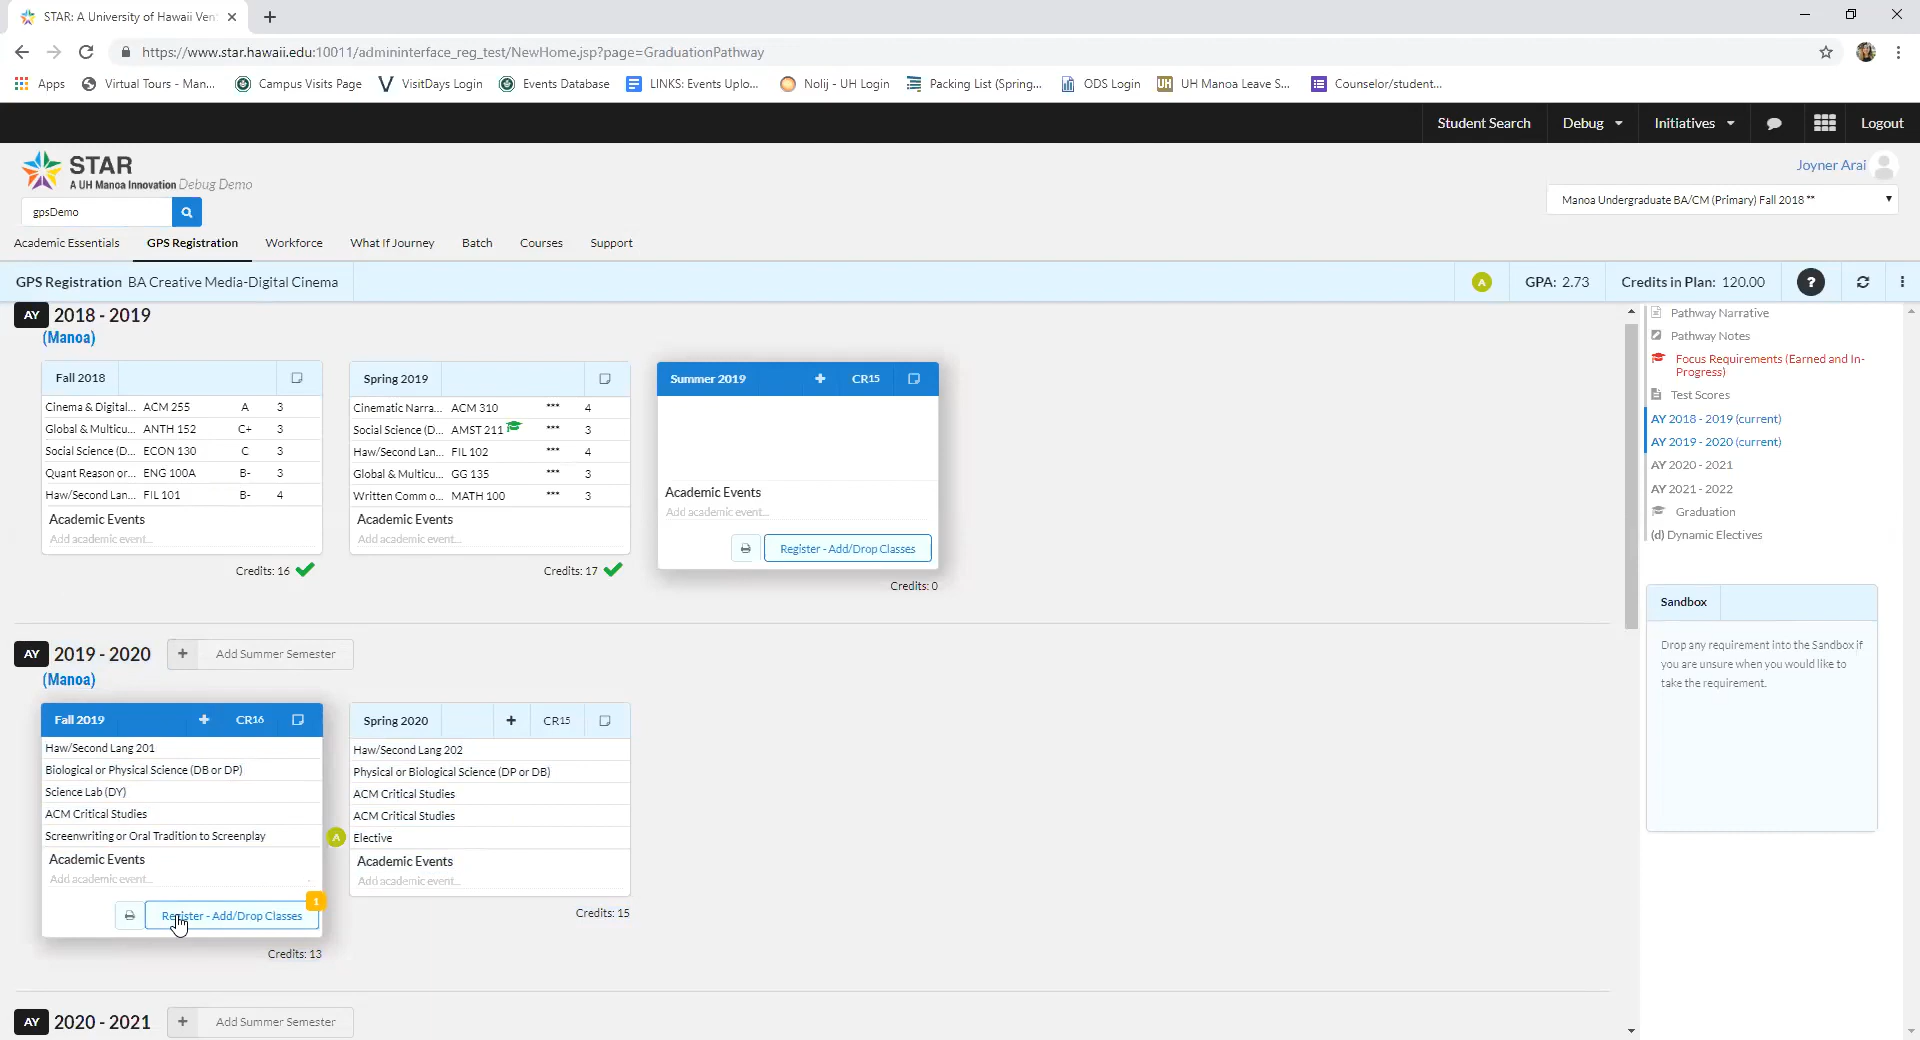 STAR: A University of Hawaii Ven
https://www.star.hawaii.edu:10011/admininterface_reg_test/NewHome.jsp?page=GraduationPathway
Apps Virtual Tours - Man... Campus Visits Page VisitDays Login Events Database LINKS: Events Uplo... Nolij - UH Login Packing List (Spring... ODS Login UH Manoa Leave S... Counselor/student...
Student Search Debug Initiatives Logout
STAR
A UH Manoa Innovation Debug Demo
Joyner Arai
gpsDemo
Manoa Undergraduate BA/CM (Primary) Fall 2018 **
Academic Essentials GPS Registration Workforce What If Journey Batch Courses Support
GPS Registration BA Creative Media-Digital Cinema A GPA: 2.73 Credits in Plan: 120.00 ?
AY 2018 - 2019
(Manoa)
Fall 2018
Cinema & Digital... ACM 255 A 3
Global & Multicu... ANTH 152 C+ 3
Social Science (D... ECON 130 C 3
Quant Reason or... ENG 100A B- 3
Haw/Second Lan... FIL 101 B- 4
Academic Events
Add academic event...
Credits: 16
Spring 2019
Cinematic Narra... ACM 310 *** 4
Social Science (D... AMST 211 *** 3
Haw/Second Lan... FIL 102 *** 4
Global & Multicu... GG 135 *** 3
Written Comm o... MATH 100 *** 3
Academic Events
Add academic event...
Credits: 17
Summer 2019 + CR15
Academic Events
Add academic event...
Register - Add/Drop Classes
Credits: 0
AY 2019 - 2020 + Add Summer Semester
(Manoa)
Fall 2019 + CR16
Haw/Second Lang 201
Biological or Physical Science (DB or DP)
Science Lab (DY)
ACM Critical Studies
Screenwriting or Oral Tradition to Screenplay
Academic Events
Add academic event...
1
Register - Add/Drop Classes
Credits: 13
Spring 2020 + CR15
Haw/Second Lang 202
Physical or Biological Science (DP or DB)
ACM Critical Studies
ACM Critical Studies
A Elective
Academic Events
Add academic event...
Credits: 15
AY 2020 - 2021 + Add Summer Semester
Pathway Narrative
Pathway Notes
Focus Requirements (Earned and In-
Progress)
Test Scores
AY 2018 - 2019 (current)
AY 2019 - 2020 (current)
AY 2020 - 2021
AY 2021 - 2022
Graduation
(d) Dynamic Electives
Sandbox
Drop any requirement into the Sandbox if
you are unsure when you would like to
take the requirement.